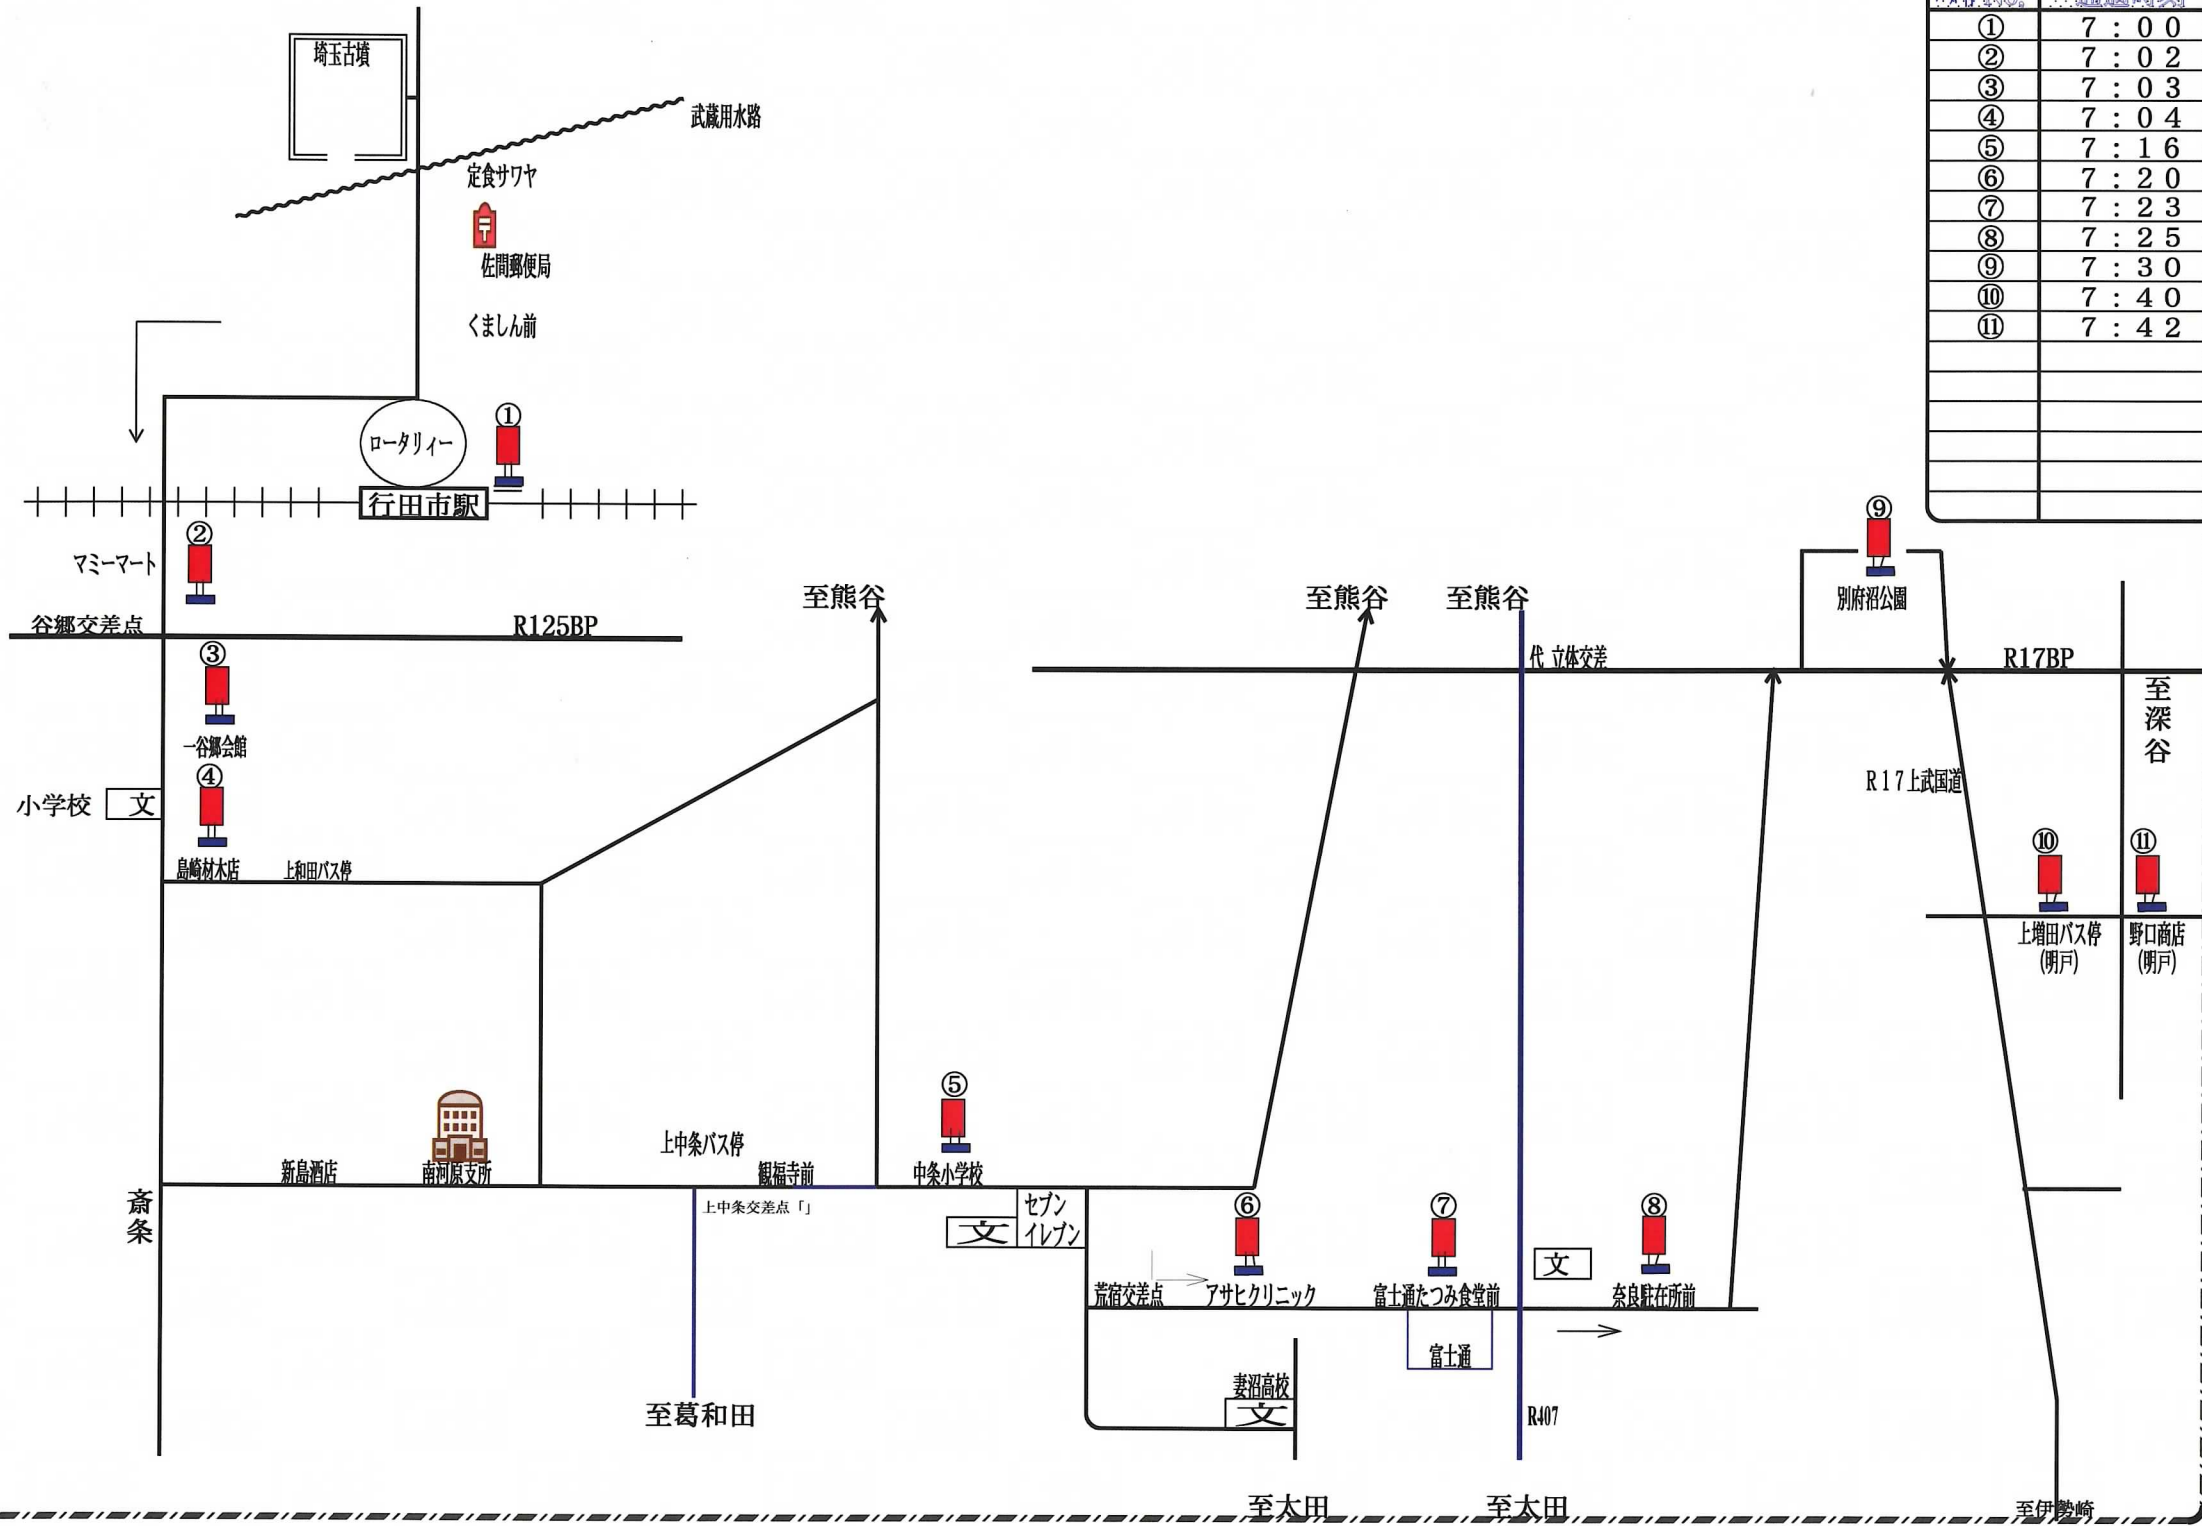 ① 7:00
② 7:02
③ 7:03
④ 7:04
⑤ 7:16
⑥ 7:20
⑦ 7:23
⑧ 7:25
⑨ 7:30
⑩ 7:40
⑪ 7:42
埼玉古墳
武蔵用水路
定食サワヤ
佐間郵便局
くましん前
①
ロータリィー
行田市駅
②
マミーマート
谷郷交差点
R125BP
③
一谷郷会館
④
小学校 文
島崎材木店
上和田バス停
至熊谷
至熊谷
至熊谷
代 立体交差
⑨
別府沼公園
R17BP
至深谷
R17上武国道
⑩
⑪
上増田バス停
(明戸)
野口商店
(明戸)
斎条
新島酒店
南河原支所
上中条バス停
観福寺前
上中条交差点「」
至葛和田
⑤
中条小学校
文
セブン
イレブン
⑥
⑦
⑧
文
荒宿交差点
アサヒクリニック
富士通たつみ食堂前
奈良駐在所前
富士通
妻沼高校
文
R407
至太田
至太田
至伊勢崎